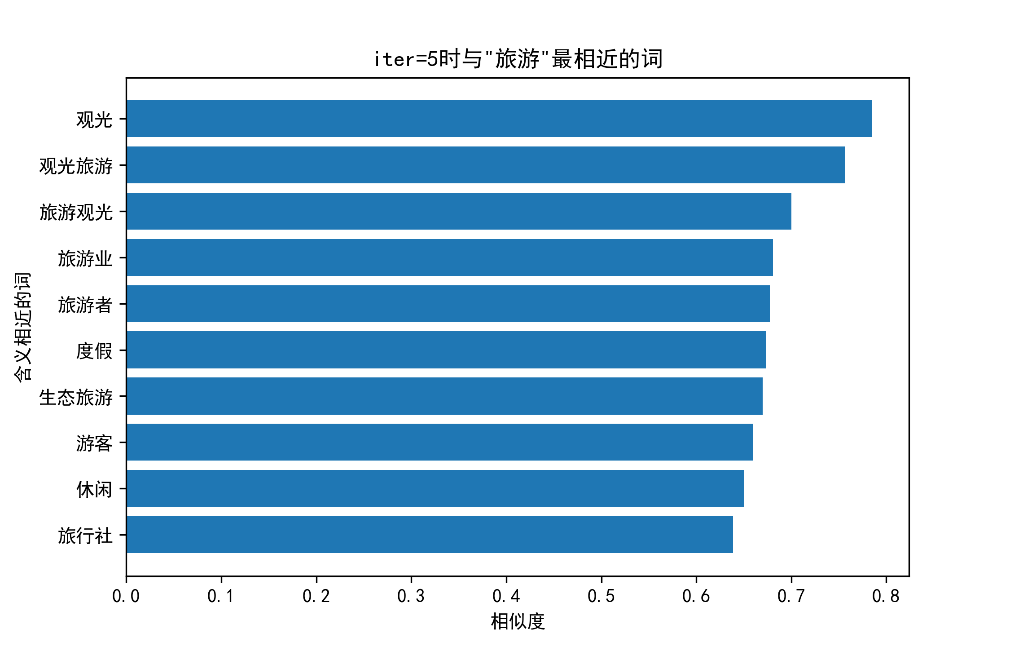 iter=5时与"旅游"最相近的词
含义相近的词
观光
观光旅游
旅游观光
旅游业
旅游者
度假
生态旅游
游客
休闲
旅行社
0.0 0.1 0.2 0.3 0.4 0.5 0.6 0.7 0.8
相似度